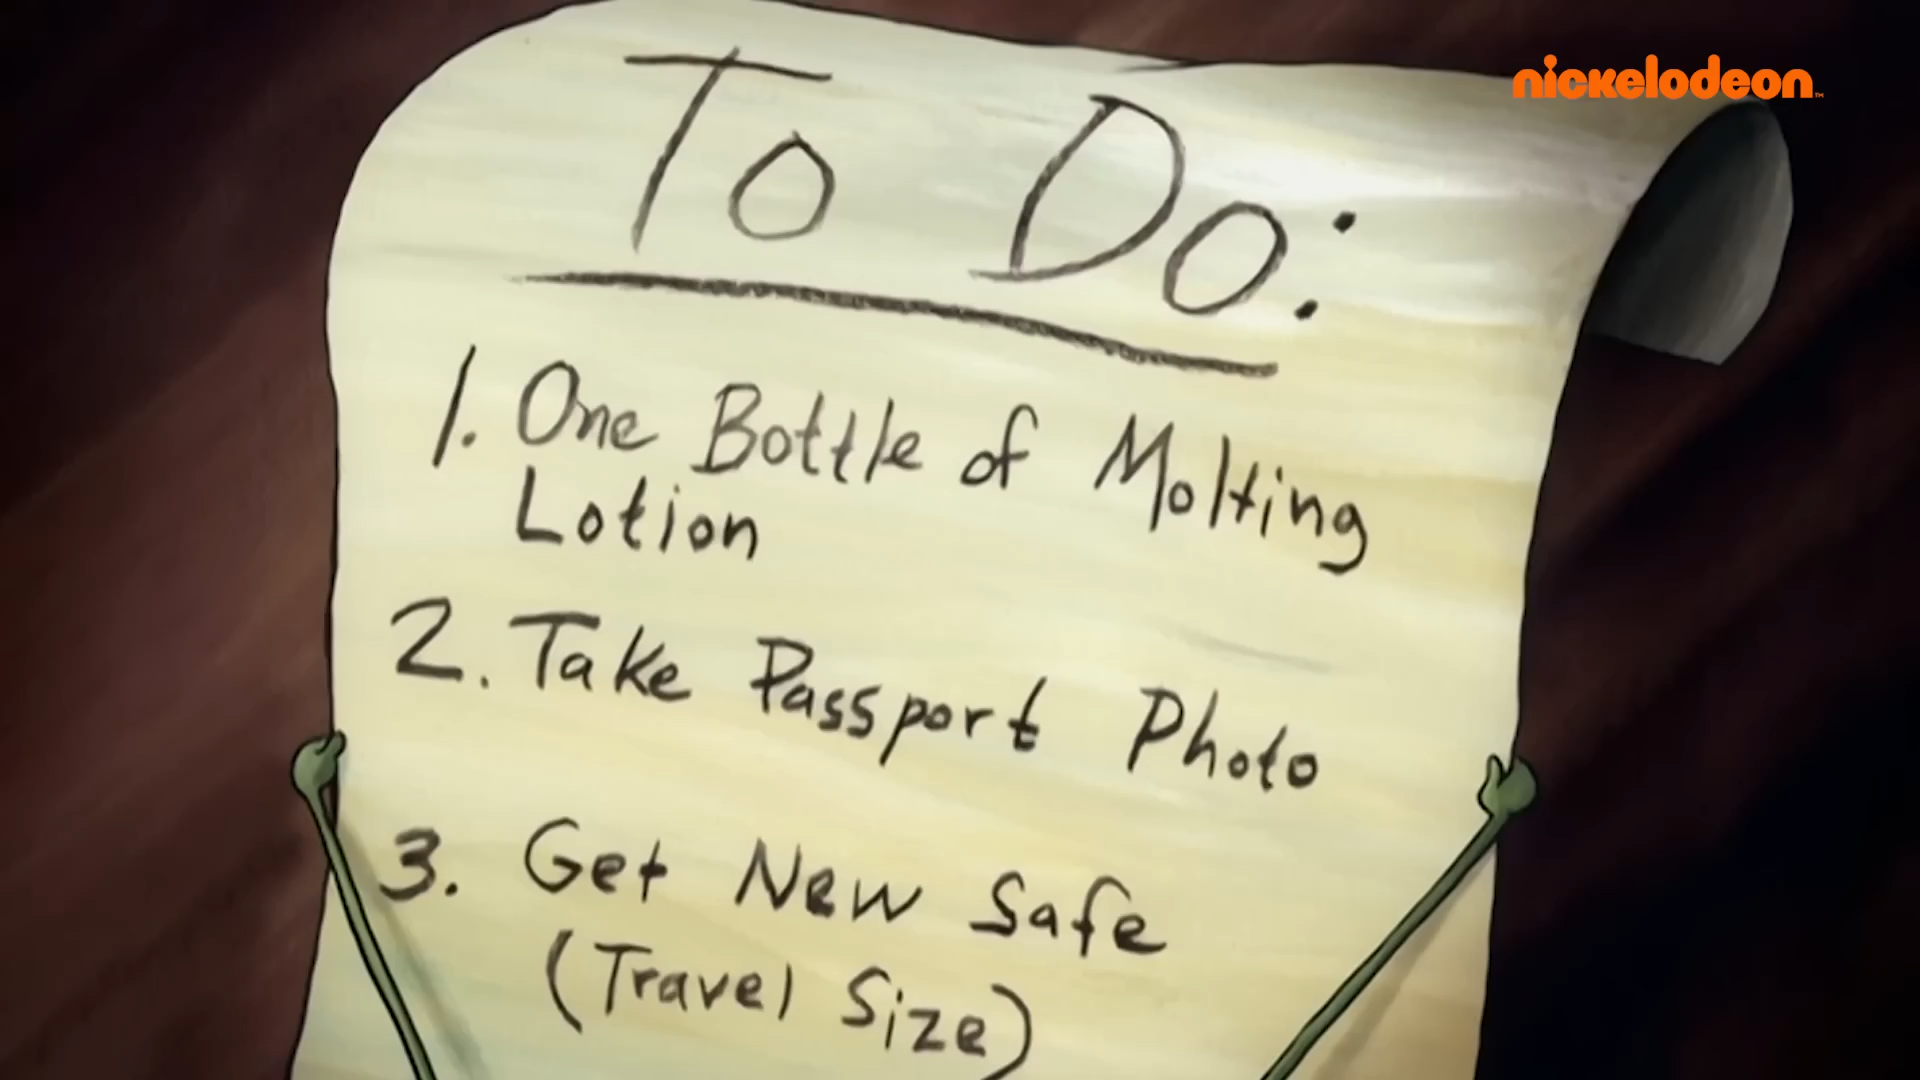 nickelodeon
To Do:
1. One Bottle of Molting
Lotion
2. Take Passport Photo
3. Get New Safe
(Travel Size)